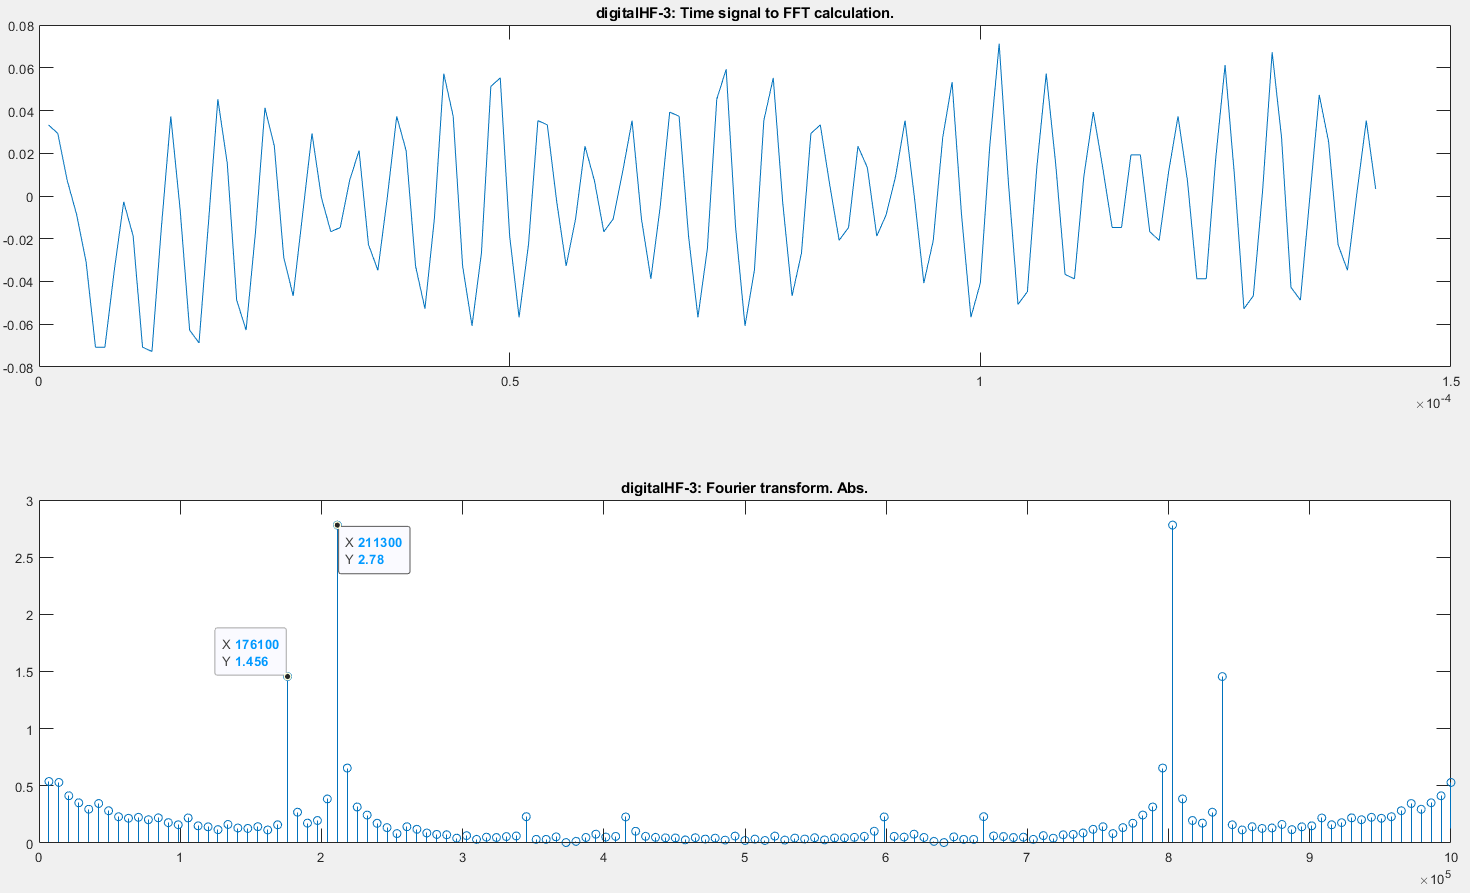 digitalHF-3: Time signal to FFT calculation.
0.08
0.06
0.04
0.02
0
-0.02
-0.04
-0.06
-0.08
0 0.5 1 1.5
×10-4
digitalHF-3: Fourier transform. Abs.
3
2.5
2
1.5
1
0.5
0
X 211300
Y 2.78
X 176100
Y 1.456
0 1 2 3 4 5 6 7 8 9 10
×105